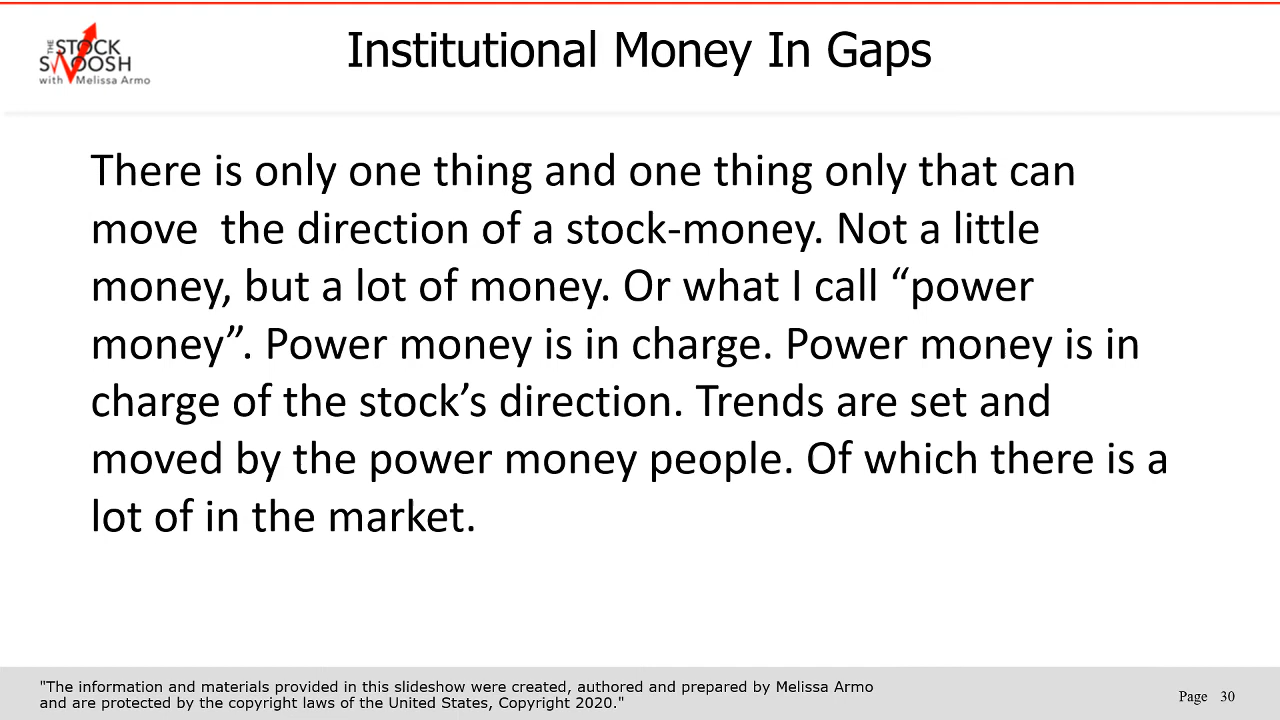 THE
STOCK
SWOOSH
with Melissa Armo
Institutional Money In Gaps
There is only one thing and one thing only that can
move  the direction of a stock-money. Not a little
money, but a lot of money. Or what I call “power
money”. Power money is in charge. Power money is in
charge of the stock’s direction. Trends are set and
moved by the power money people. Of which there is a
lot of in the market.
"The information and materials provided in this slideshow were created, authored and prepared by Melissa Armo
and are protected by the copyright laws of the United States, Copyright 2020."
Page 30